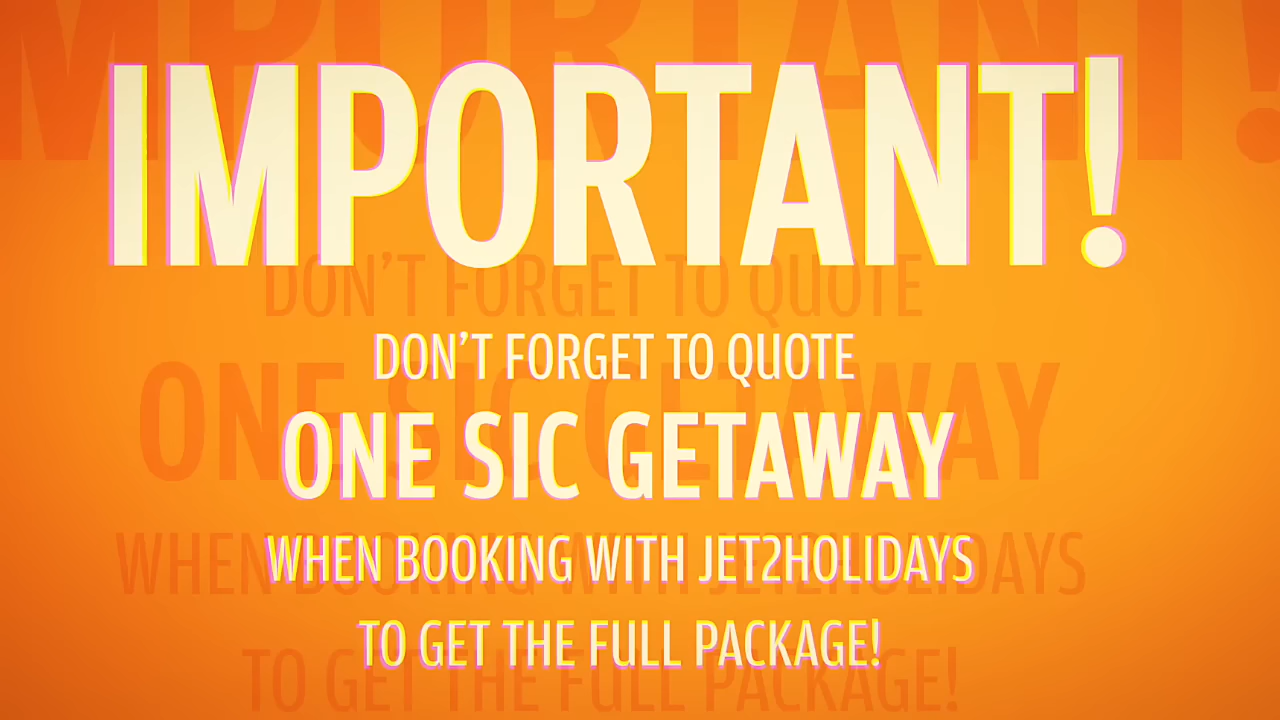 IMPORTANT!
DON'T FORGET TO QUOTE
ONE SIC GETAWAY
WHEN BOOKING WITH JET2HOLIDAYS
TO GET THE FULL PACKAGE!